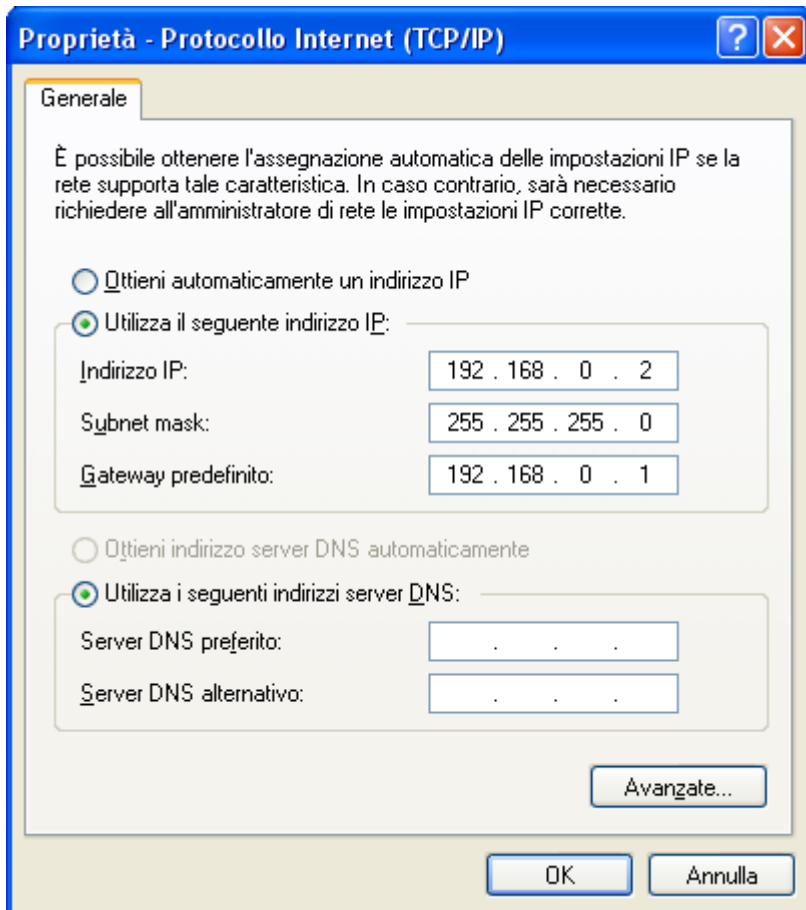 Proprietà - Protocollo Internet (TCP/IP)
Generale
È possibile ottenere l'assegnazione automatica delle impostazioni IP se la
rete supporta tale caratteristica. In caso contrario, sarà necessario
richiedere all'amministratore di rete le impostazioni IP corrette.
Ottieni automaticamente un indirizzo IP
Utilizza il seguente indirizzo IP:
Indirizzo IP: 192 . 168 . 0 . 2
Subnet mask: 255 . 255 . 255 . 0
Gateway predefinito: 192 . 168 . 0 . 1
Ottieni indirizzo server DNS automaticamente
Utilizza i seguenti indirizzi server DNS:
Server DNS preferito: . . .
Server DNS alternativo: . . .
Avanzate...
OK Annulla